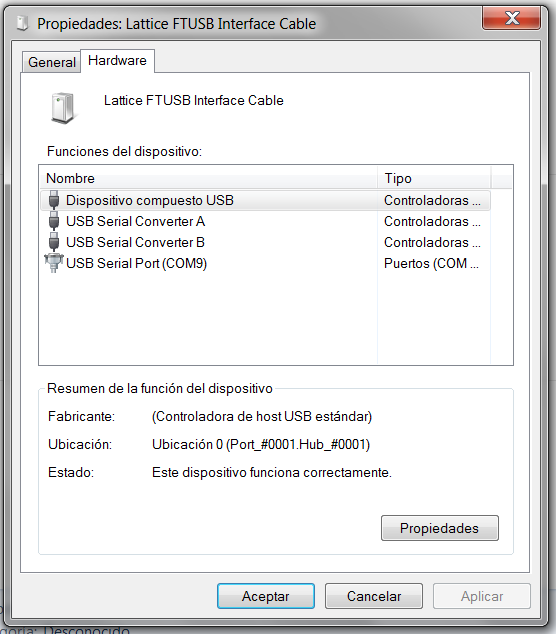 Propiedades: Lattice FTUSB Interface Cable
General Hardware
Lattice FTUSB Interface Cable
Funciones del dispositivo:
Nombre Tipo
Dispositivo compuesto USB Controladoras ...
USB Serial Converter A Controladoras ...
USB Serial Converter B Controladoras ...
USB Serial Port (COM9) Puertos (COM ...
Resumen de la función del dispositivo
Fabricante: (Controladora de host USB estándar)
Ubicación: Ubicación 0 (Port_#0001.Hub_#0001)
Estado: Este dispositivo funciona correctamente.
Propiedades
Aceptar Cancelar Aplicar
Desconocido